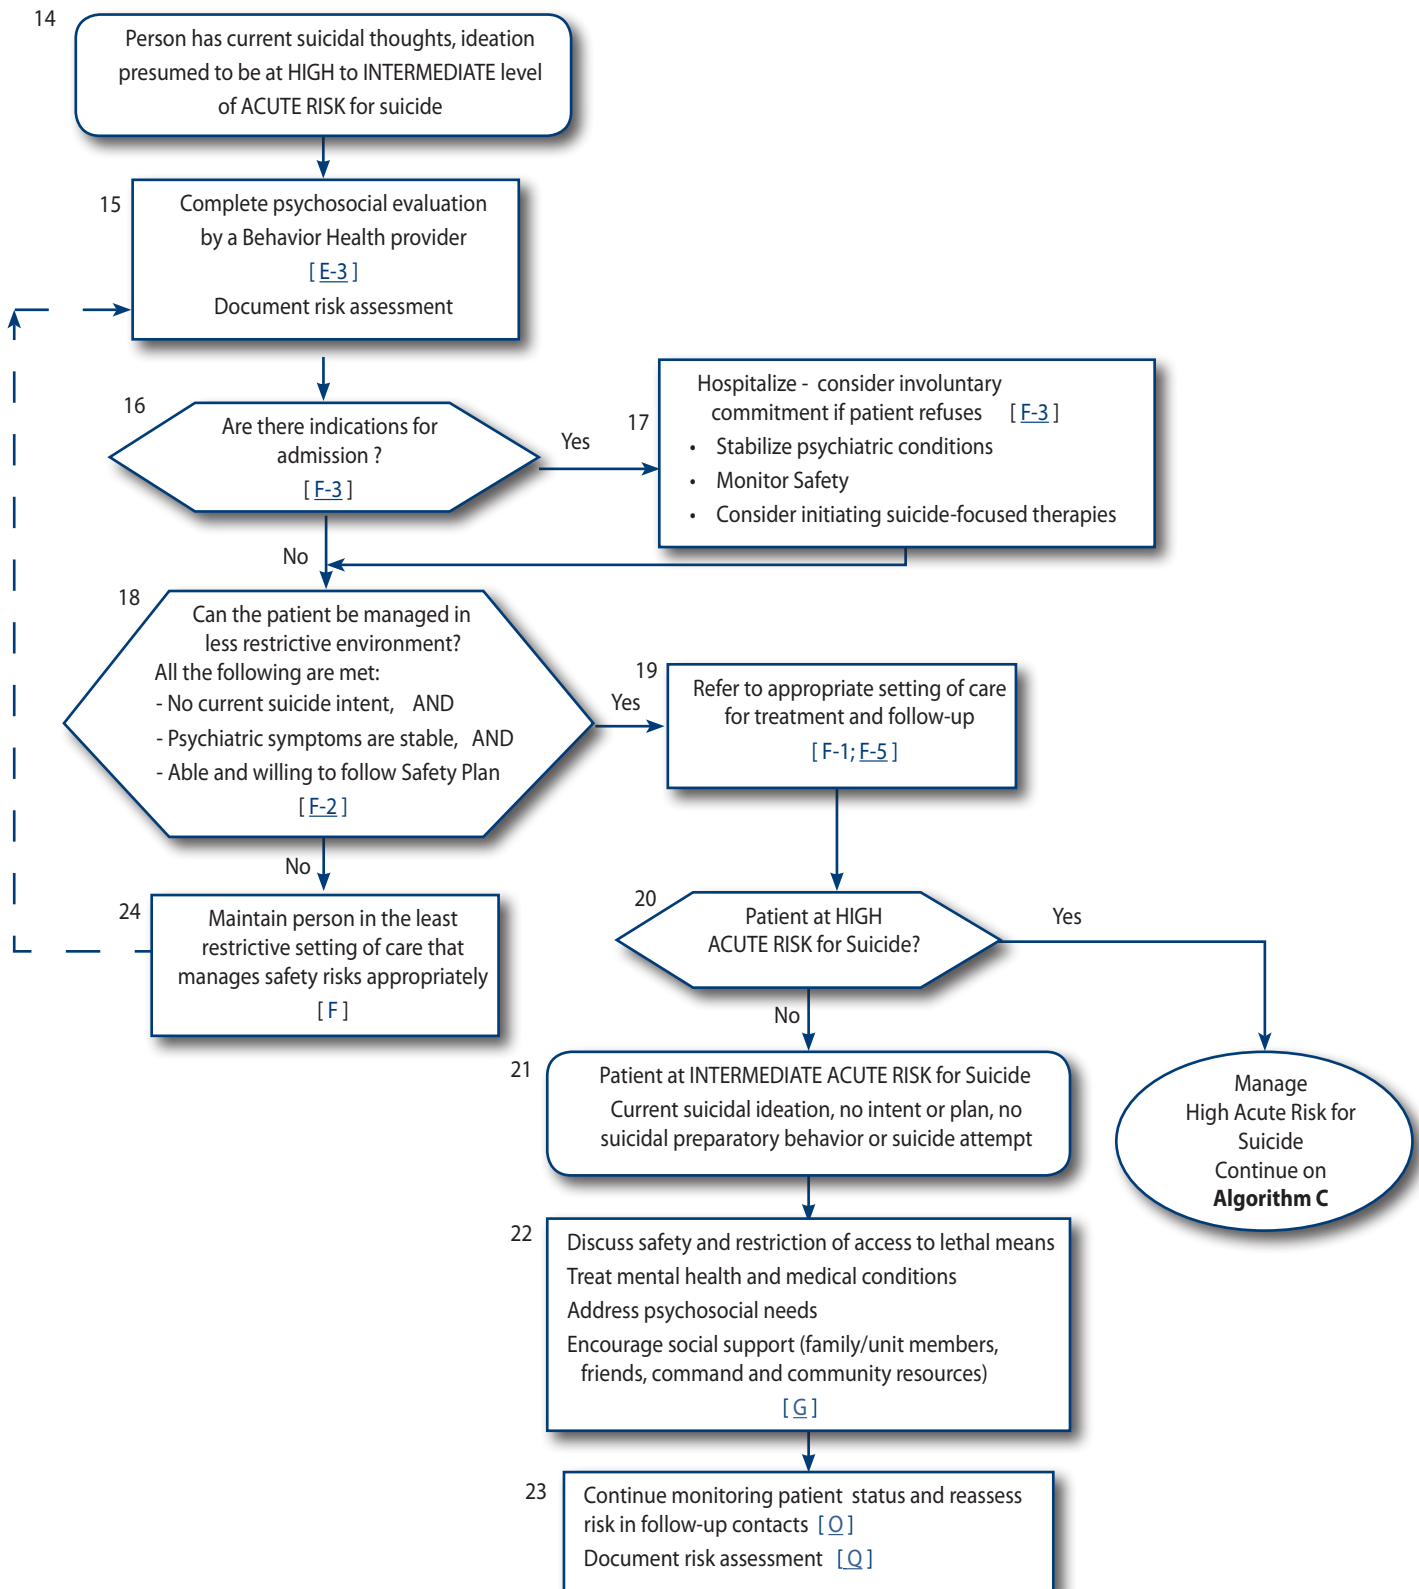 14
Person has current suicidal thoughts, ideation
presumed to be at HIGH to INTERMEDIATE level
of ACUTE RISK for suicide
15
Complete psychosocial evaluation
by a Behavior Health provider
[ E-3 ]
Document risk assessment
16
Are there indications for
admission ?
[ F-3 ]
Yes
No
17
Hospitalize - consider involuntary
commitment if patient refuses [ F-3 ]
• Stabilize psychiatric conditions
• Monitor Safety
• Consider initiating suicide-focused therapies
18
Can the patient be managed in
less restrictive environment?
All the following are met:
- No current suicide intent, AND
- Psychiatric symptoms are stable, AND
- Able and willing to follow Safety Plan
[ F-2 ]
Yes
No
19
Refer to appropriate setting of care
for treatment and follow-up
[ F-1; F-5 ]
24
Maintain person in the least
restrictive setting of care that
manages safety risks appropriately
[ F ]
20
Patient at HIGH
ACUTE RISK for Suicide?
Yes
No
21
Patient at INTERMEDIATE ACUTE RISK for Suicide
Current suicidal ideation, no intent or plan, no
suicidal preparatory behavior or suicide attempt
Manage
High Acute Risk for
Suicide
Continue on
Algorithm C
22
Discuss safety and restriction of access to lethal means
Treat mental health and medical conditions
Address psychosocial needs
Encourage social support (family/unit members,
friends, command and community resources)
[ G ]
23
Continue monitoring patient status and reassess
risk in follow-up contacts [ O ]
Document risk assessment [ Q ]